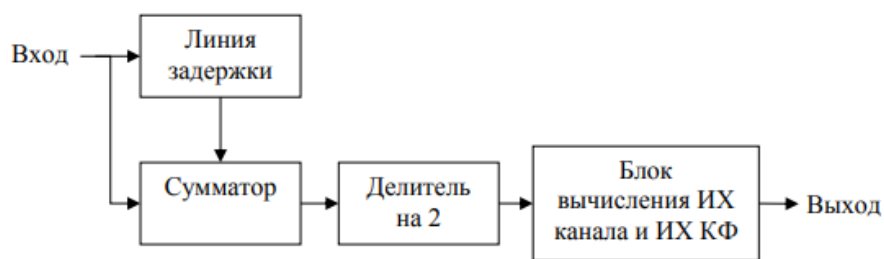 Линия
задержки
Вход
Сумматор
Делитель
на 2
Блок
вычисления ИХ
канала и ИХ КФ
Выход